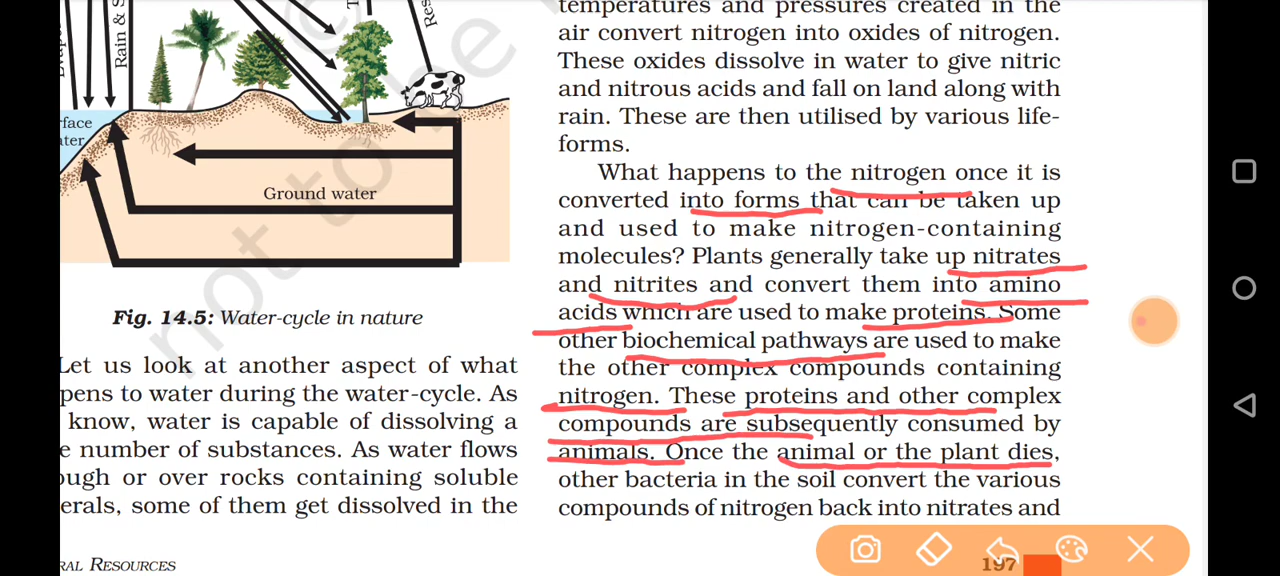 Rain & S
Res
rface
ter
Ground water
not to be
Fig. 14.5: Water-cycle in nature
Let us look at another aspect of what
pens to water during the water-cycle. As
know, water is capable of dissolving a
e number of substances. As water flows
ough or over rocks containing soluble
erals, some of them get dissolved in the
RAL RESOURCES
temperatures and pressures created in the
air convert nitrogen into oxides of nitrogen.
These oxides dissolve in water to give nitric
and nitrous acids and fall on land along with
rain. These are then utilised by various life-
forms.
What happens to the nitrogen once it is
converted into forms that can be taken up
and used to make nitrogen-containing
molecules? Plants generally take up nitrates
and nitrites and convert them into amino
acids which are used to make proteins. Some
other biochemical pathways are used to make
the other complex compounds containing
nitrogen. These proteins and other complex
compounds are subsequently consumed by
animals. Once the animal or the plant dies,
other bacteria in the soil convert the various
compounds of nitrogen back into nitrates and
197